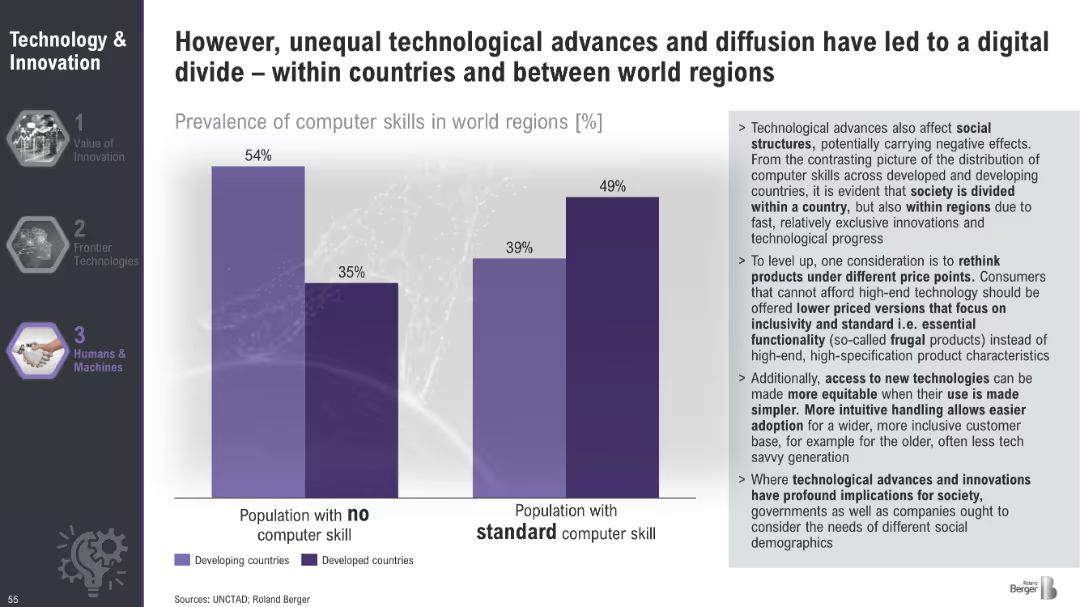 Technology &
Innovation
However, unequal technological advances and diffusion have led to a digital
divide – within countries and between world regions
1
Value of
Innovation
2
Frontier
Technologies
3
Humans &
Machines
Prevalence of computer skills in world regions [%]
54%
35%
39%
49%
Population with no
computer skill
Population with
standard computer skill
Developing countries
Developed countries
> Technological advances also affect social
structures, potentially carrying negative effects.
From the contrasting picture of the distribution of
computer skills across developed and developing
countries, it is evident that society is divided
within a country, but also within regions due to
fast, relatively exclusive innovations and
technological progress
> To level up, one consideration is to rethink
products under different price points. Consumers
that cannot afford high-end technology should be
offered lower priced versions that focus on
inclusivity and standard i.e. essential
functionality (so-called frugal products) instead of
high-end, high-specification product characteristics
> Additionally, access to new technologies can be
made more equitable when their use is made
simpler. More intuitive handling allows easier
adoption for a wider, more inclusive customer
base, for example for the older, often less tech
savvy generation
> Where technological advances and innovations
have profound implications for society,
governments as well as companies ought to
consider the needs of different social
demographics
55
Sources: UNCTAD; Roland Berger
Roland
Berger